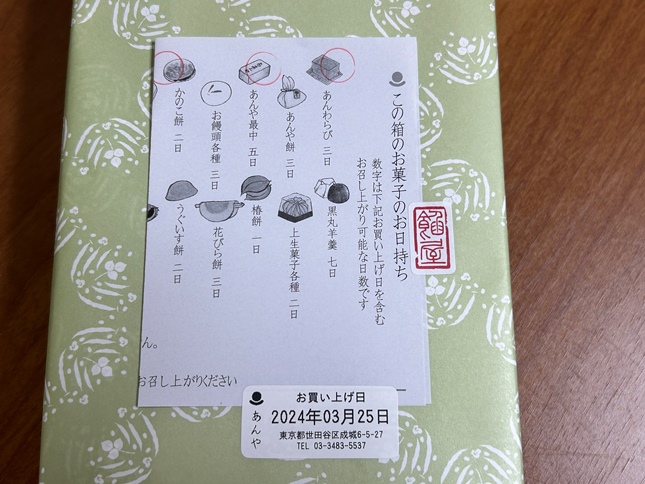 この箱のお菓子のお日持ち
数字は下記お買い上げ日を含む
お召し上がり可能な日数です
あんわらび 三日
あんや餅 三日
あんや最中 五日
お饅頭各種 三日
かのこ餅 二日
黒丸羊羹 七日
上生菓子各種 二日
椿餅 一日
花びら餅 三日
うぐいす餅 二日
ん。
お召し上がりください
餡屋
あんや
お買い上げ日
2024年03月25日
東京都世田谷区成城6-5-27
TEL 03-3483-5537